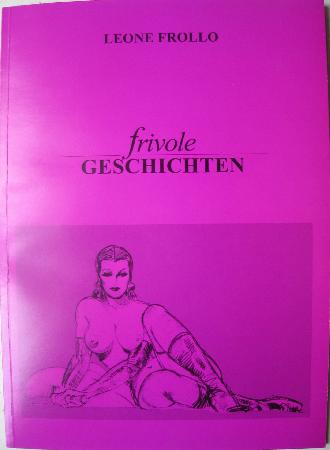 LEONE FROLLO
frivole
GESCHICHTEN